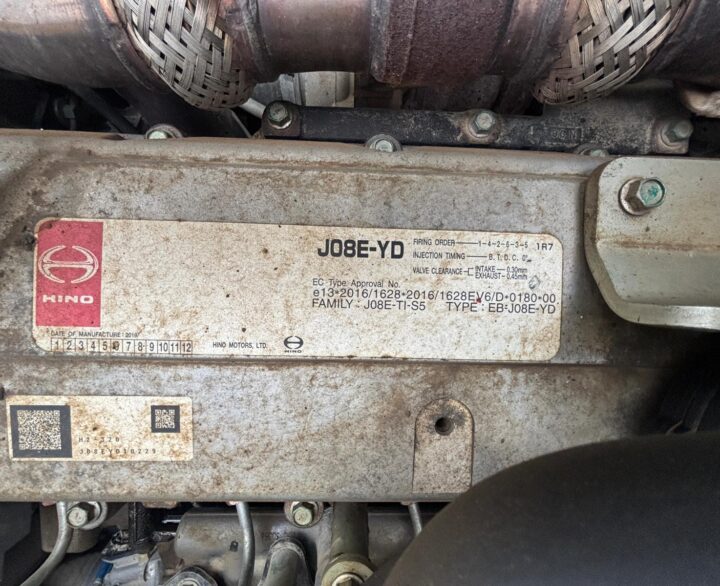 J08E-YD
FIRING ORDER 1-4-2-6-3-5 1R7
INJECTION TIMING B.T.D.C. 0°
VALVE CLEARANCE INTAKE 0.30mm
EXHAUST 0.45mm
HINO
EC Type Approval No.
e13*2016/1628*2016/1628EV6/D*0180*00
FAMILY : J08E-TI-S5 TYPE : EB-J08E-YD
DATE OF MANUFACTURE:
1 2 3 4 5 6 7 8 9 10 11 12
HINO MOTORS, LTD.
HINO
J08EYD10229